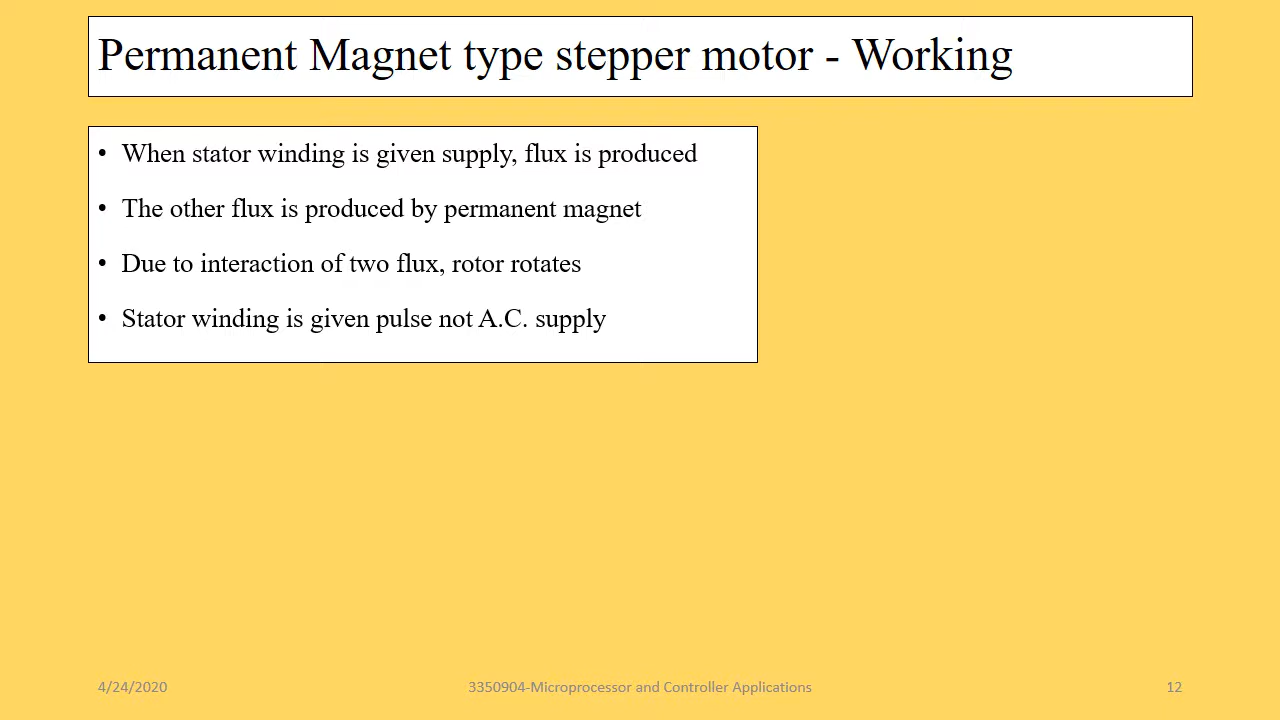 Permanent Magnet type stepper motor - Working
• When stator winding is given supply, flux is produced
• The other flux is produced by permanent magnet
• Due to interaction of two flux, rotor rotates
• Stator winding is given pulse not A.C. supply
4/24/2020
3350904-Microprocessor and Controller Applications
12